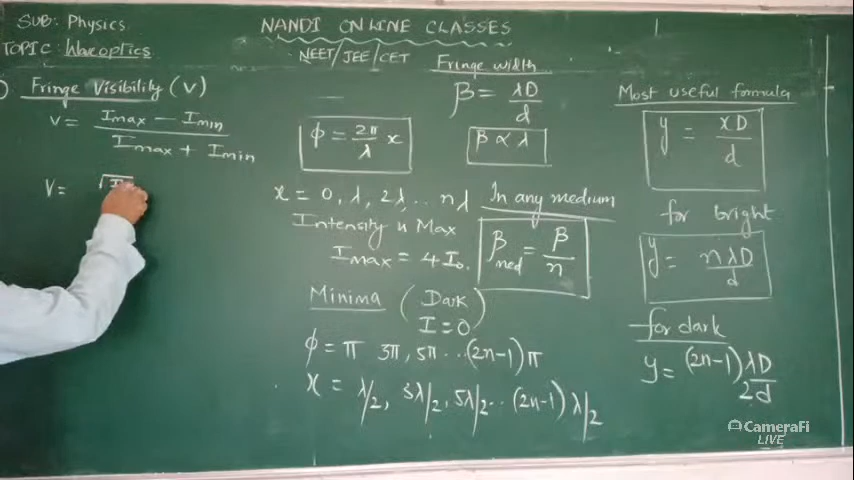 SUB: Physics
TOPIC: Waveoptics
NANDI ONLINE CLASSES
NEET/JEE/CET
Fringe Visibility (V)
V = Imax − Imin / Imax + Imin
V =
Fringe width
β = λD/d
ϕ = 2π/λ x
β ∝ λ
x = 0, λ, 2λ, .. nλ
Intensity is Max
Imax = 4I₀
In any medium
βmed = β/n
Minima (Dark I = 0)
ϕ = π 3π, 5π ... (2n−1)π
x = λ/2, 3λ/2, 5λ/2 .. (2n−1) λ/2
Most useful formula
y = xD/d
for bright
y = nλD/d
for dark
y = (2n−1) λD/2d
CameraFi
LIVE